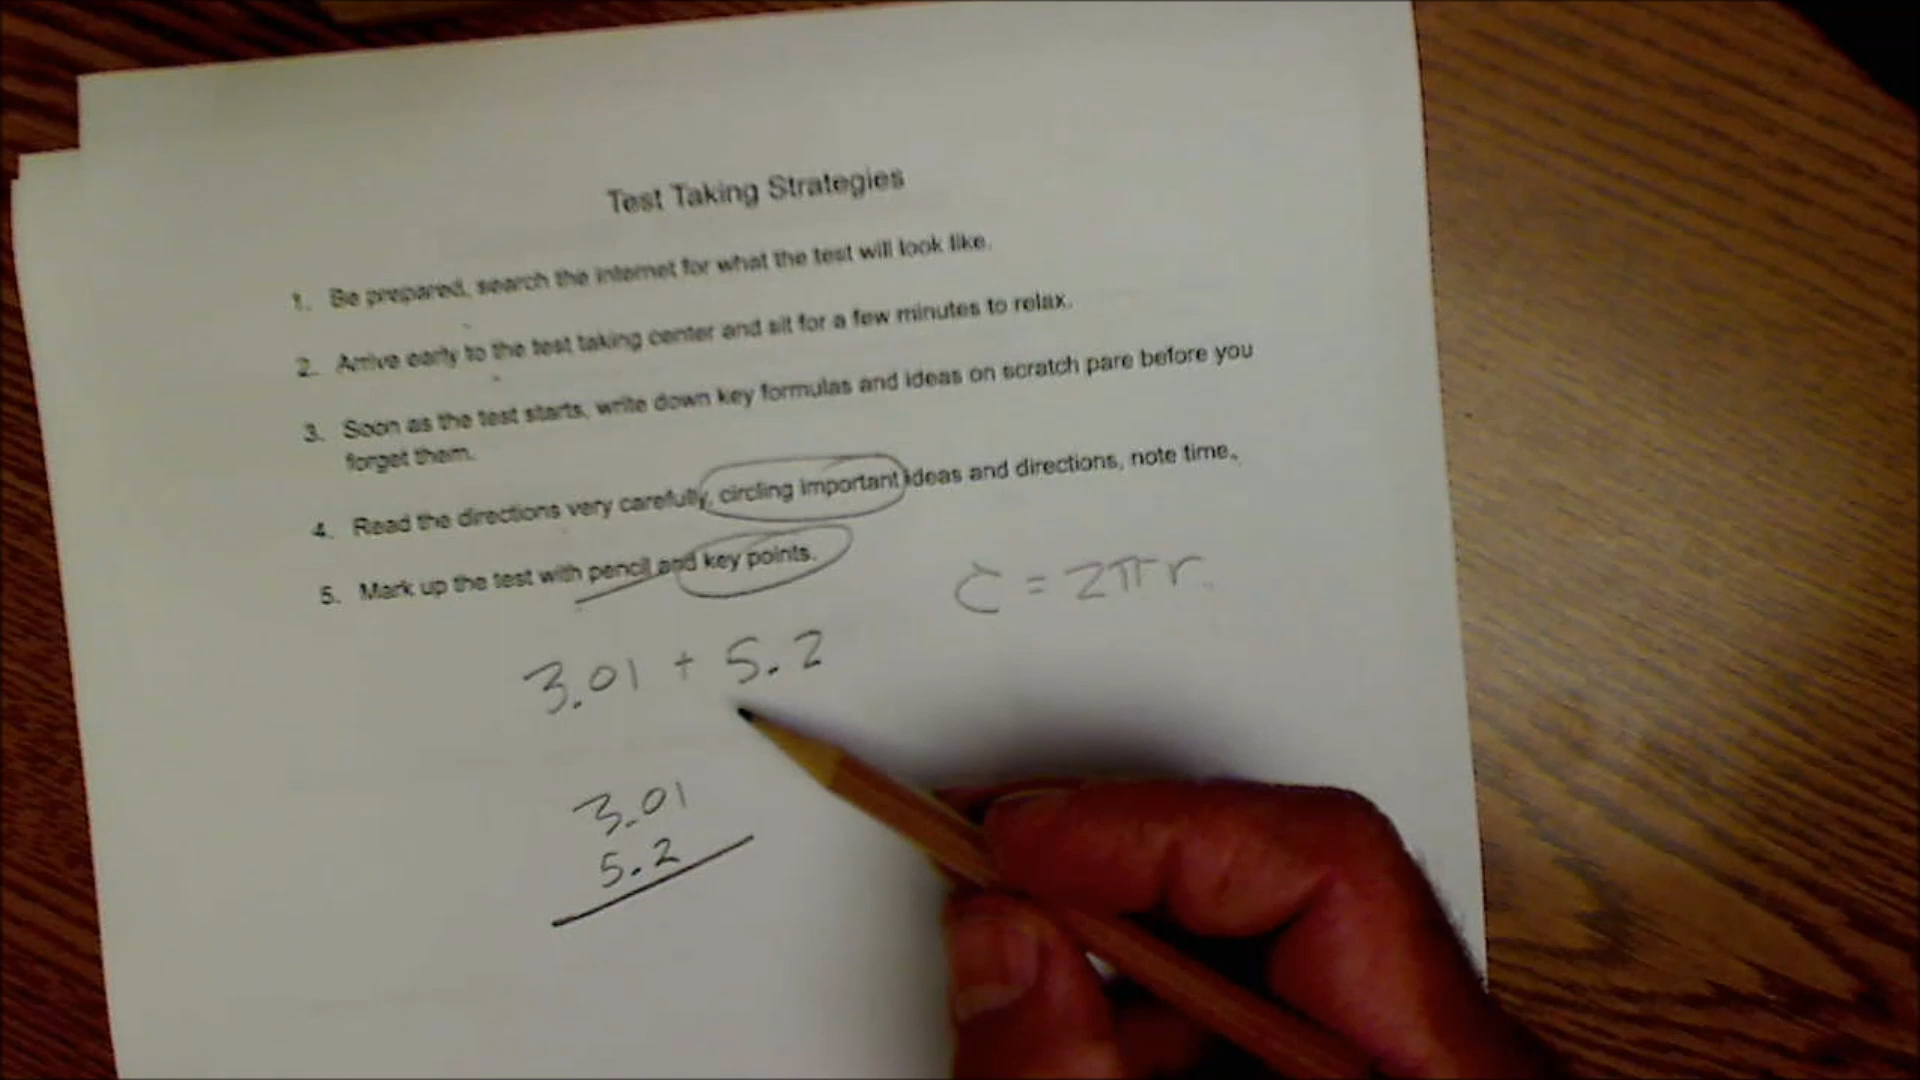 Test Taking Strategies
1. Be prepared, search the internet for what the test will look like.
2. Arrive early to the test taking center and sit for a few minutes to relax.
3. Soon as the test starts, write down key formulas and ideas on scratch pare before you
forget them.
4. Read the directions very carefully, circling important ideas and directions, note time.
5. Mark up the test with pencil and key points.
C = 2πr
3.01 + 5.2
3.01
5.2